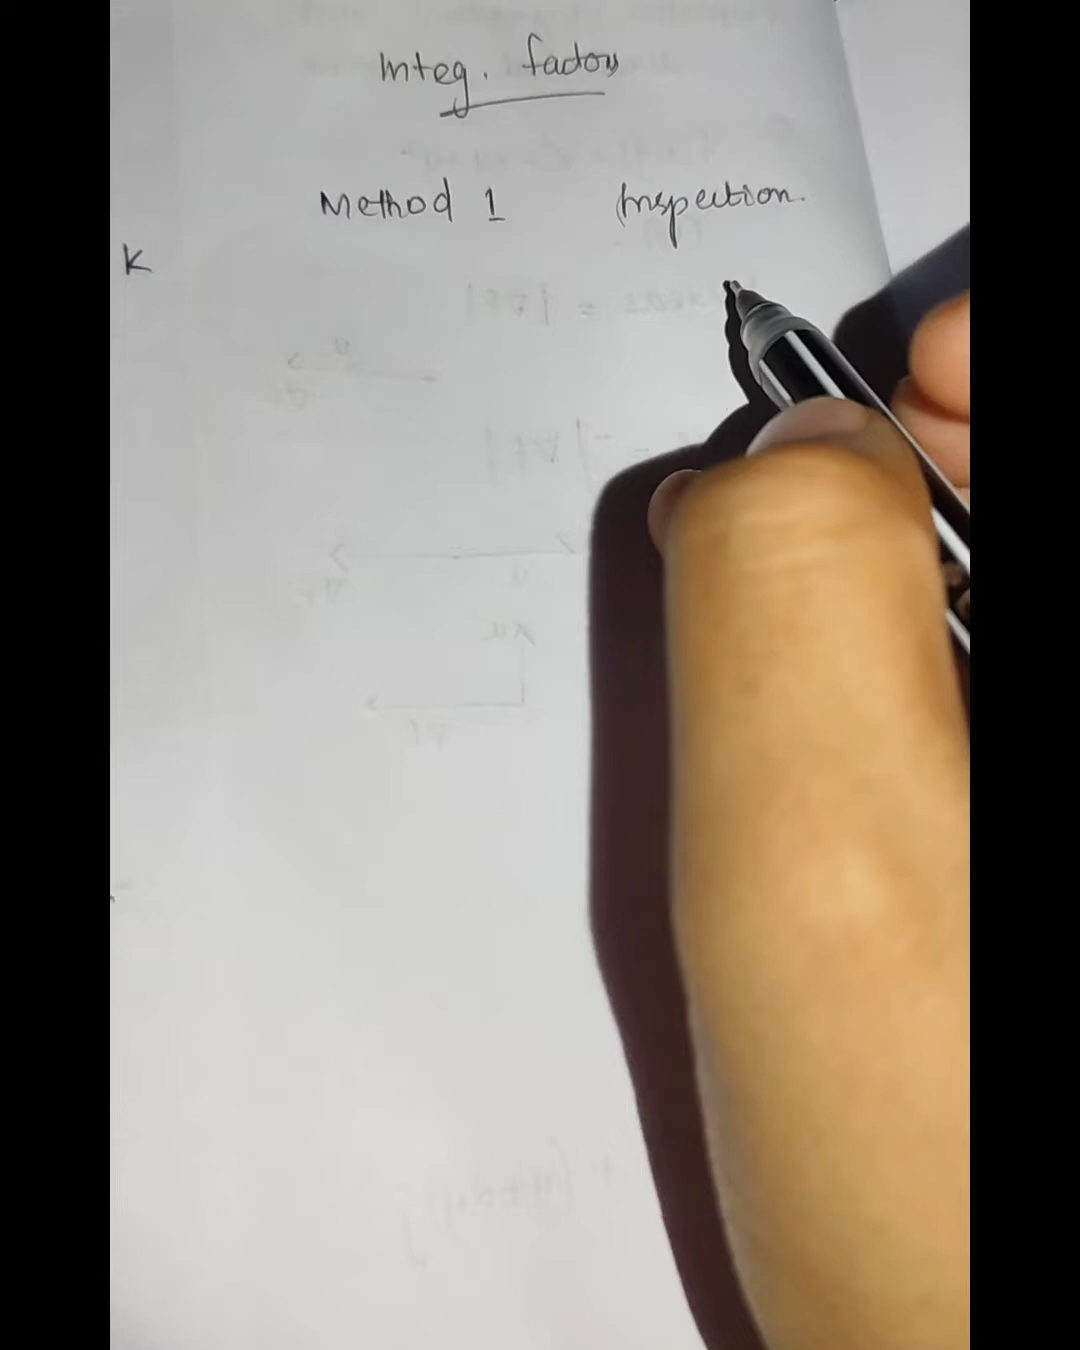 Integ. factors
Method 1 Inspection.
K